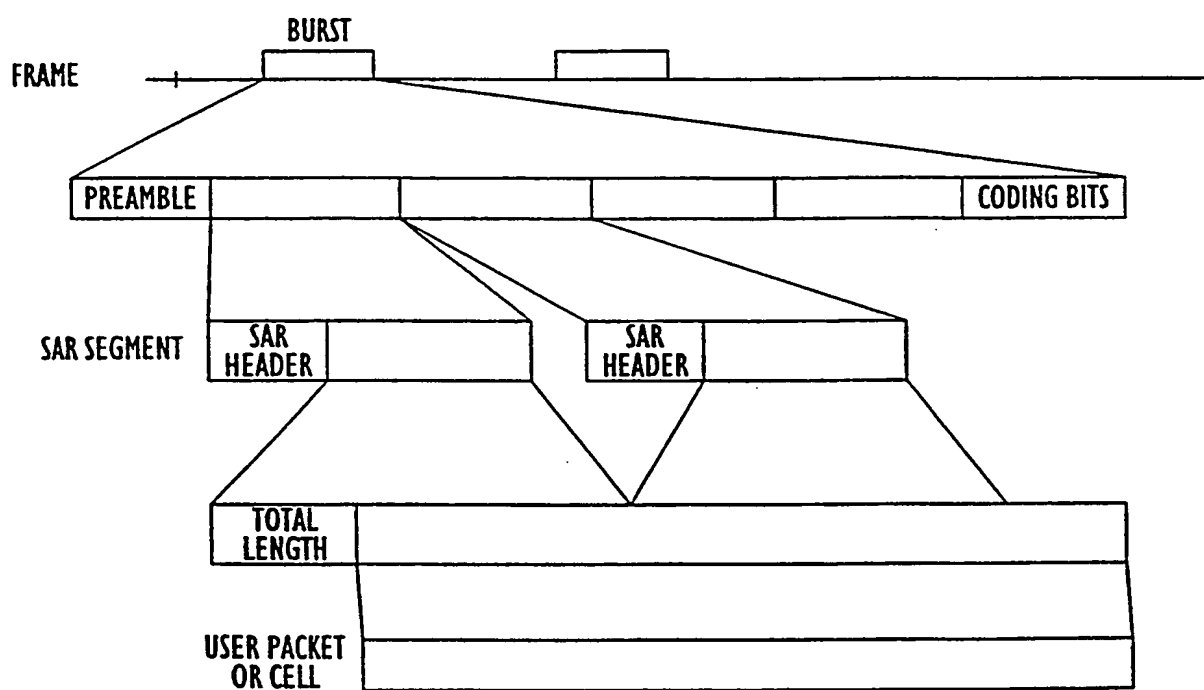 BURST
FRAME
PREAMBLE
CODING BITS
SAR SEGMENT
SAR
HEADER
SAR
HEADER
TOTAL
LENGTH
USER PACKET
OR CELL